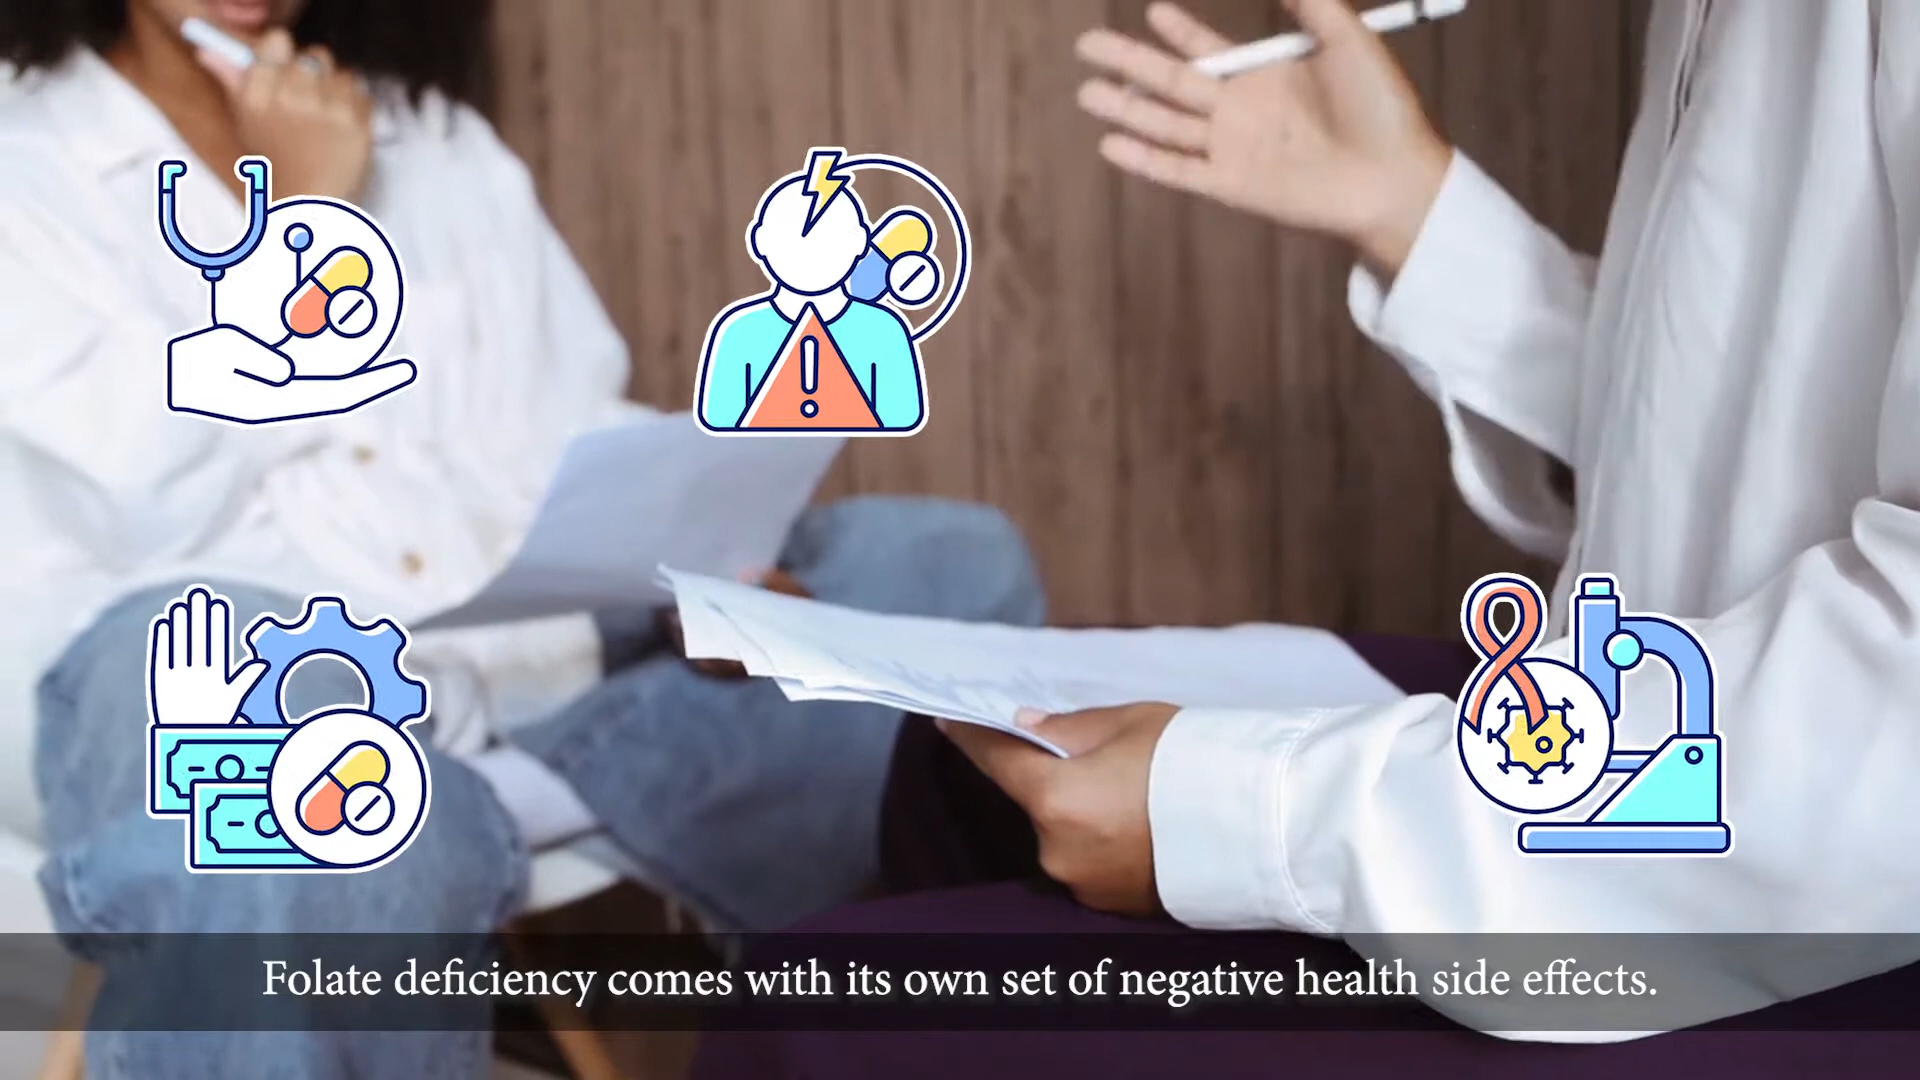 Folate deficiency comes with its own set of negative health side effects.